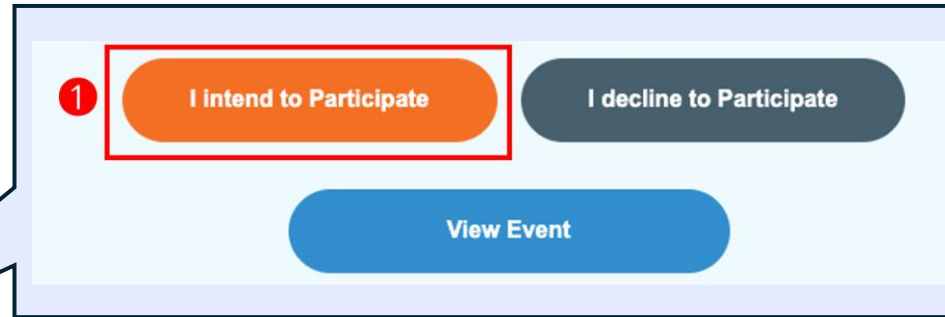 1 I intend to Participate I decline to Participate
View Event